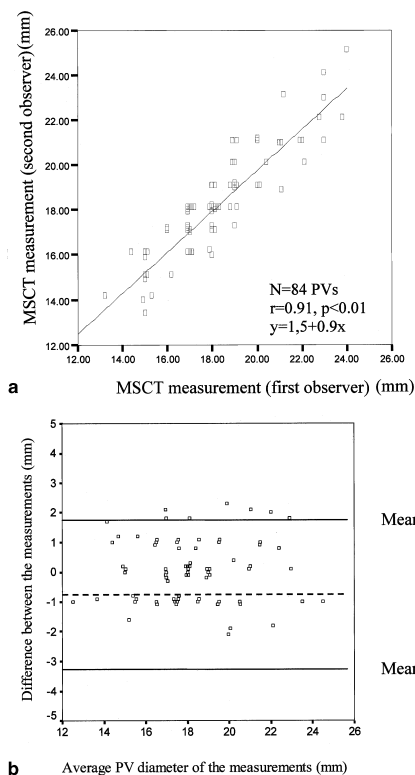 MSCT measurement (second observer)(mm)
26.00
24.00
22.00
20.00
18.00
16.00
14.00
12.00
N=84 PVs
r=0.91, p<0.01
y=1,5+0.9x
12.00 14.00 16.00 18.00 20.00 22.00 24.00 26.00
a
MSCT measurement (first observer) (mm)
Difference between the measurements (mm)
5
4
3
2
1
0
-1
-2
-3
-4
-5
Mear
Mea
Mea
12 14 16 18 20 22 24 26
b
Average PV diameter of the measurements (mm)